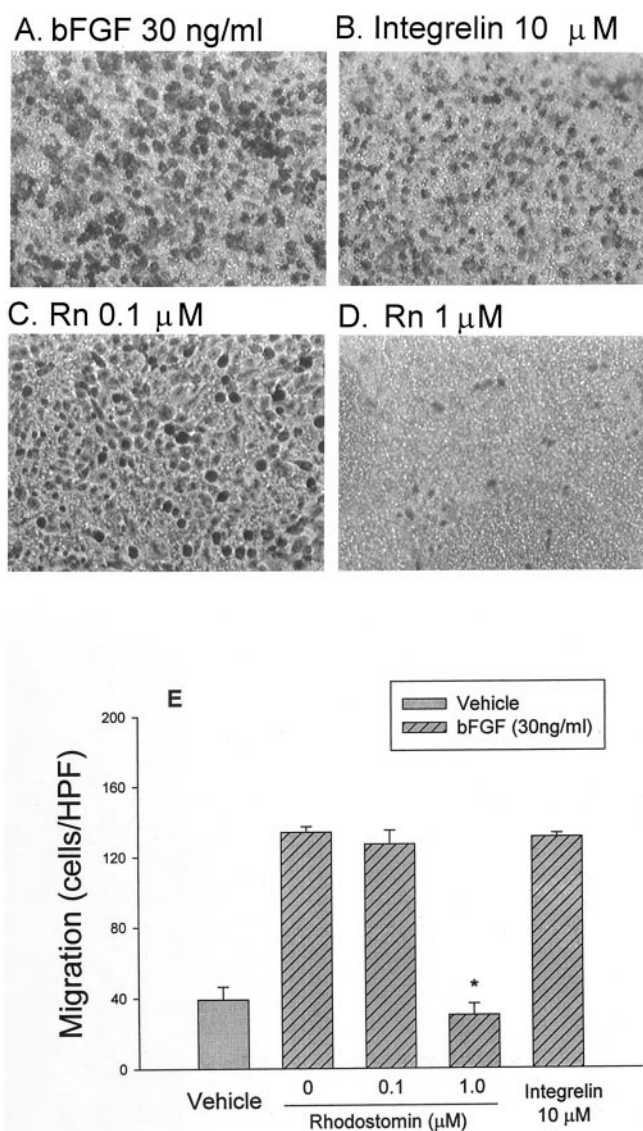 A. bFGF 30 ng/ml
B. Integrelin 10 μM
C. Rn 0.1 μM
D. Rn 1 μM
E
Vehicle
bFGF (30ng/ml)
Migration (cells/HPF)
200
160
120
80
40
0
*
Vehicle
0
0.1
1.0
Rhodostomin (μM)
Integrelin
10 μM